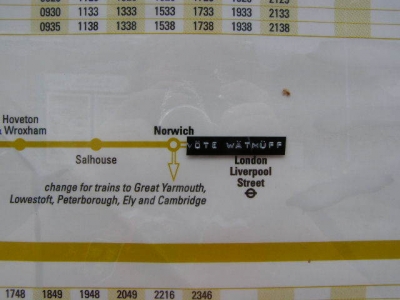 0930 1133 1333 1533 1733 1933 2133
0935 1138 1338 1538 1738 1938 2138
Hoveton
& Wroxham
Salhouse
Norwich
VÖTE WÄTMÜFF
London
Liverpool
Street
change for trains to Great Yarmouth,
Lowestoft, Peterborough, Ely and Cambridge
1748 1849 1948 2049 2216 2346